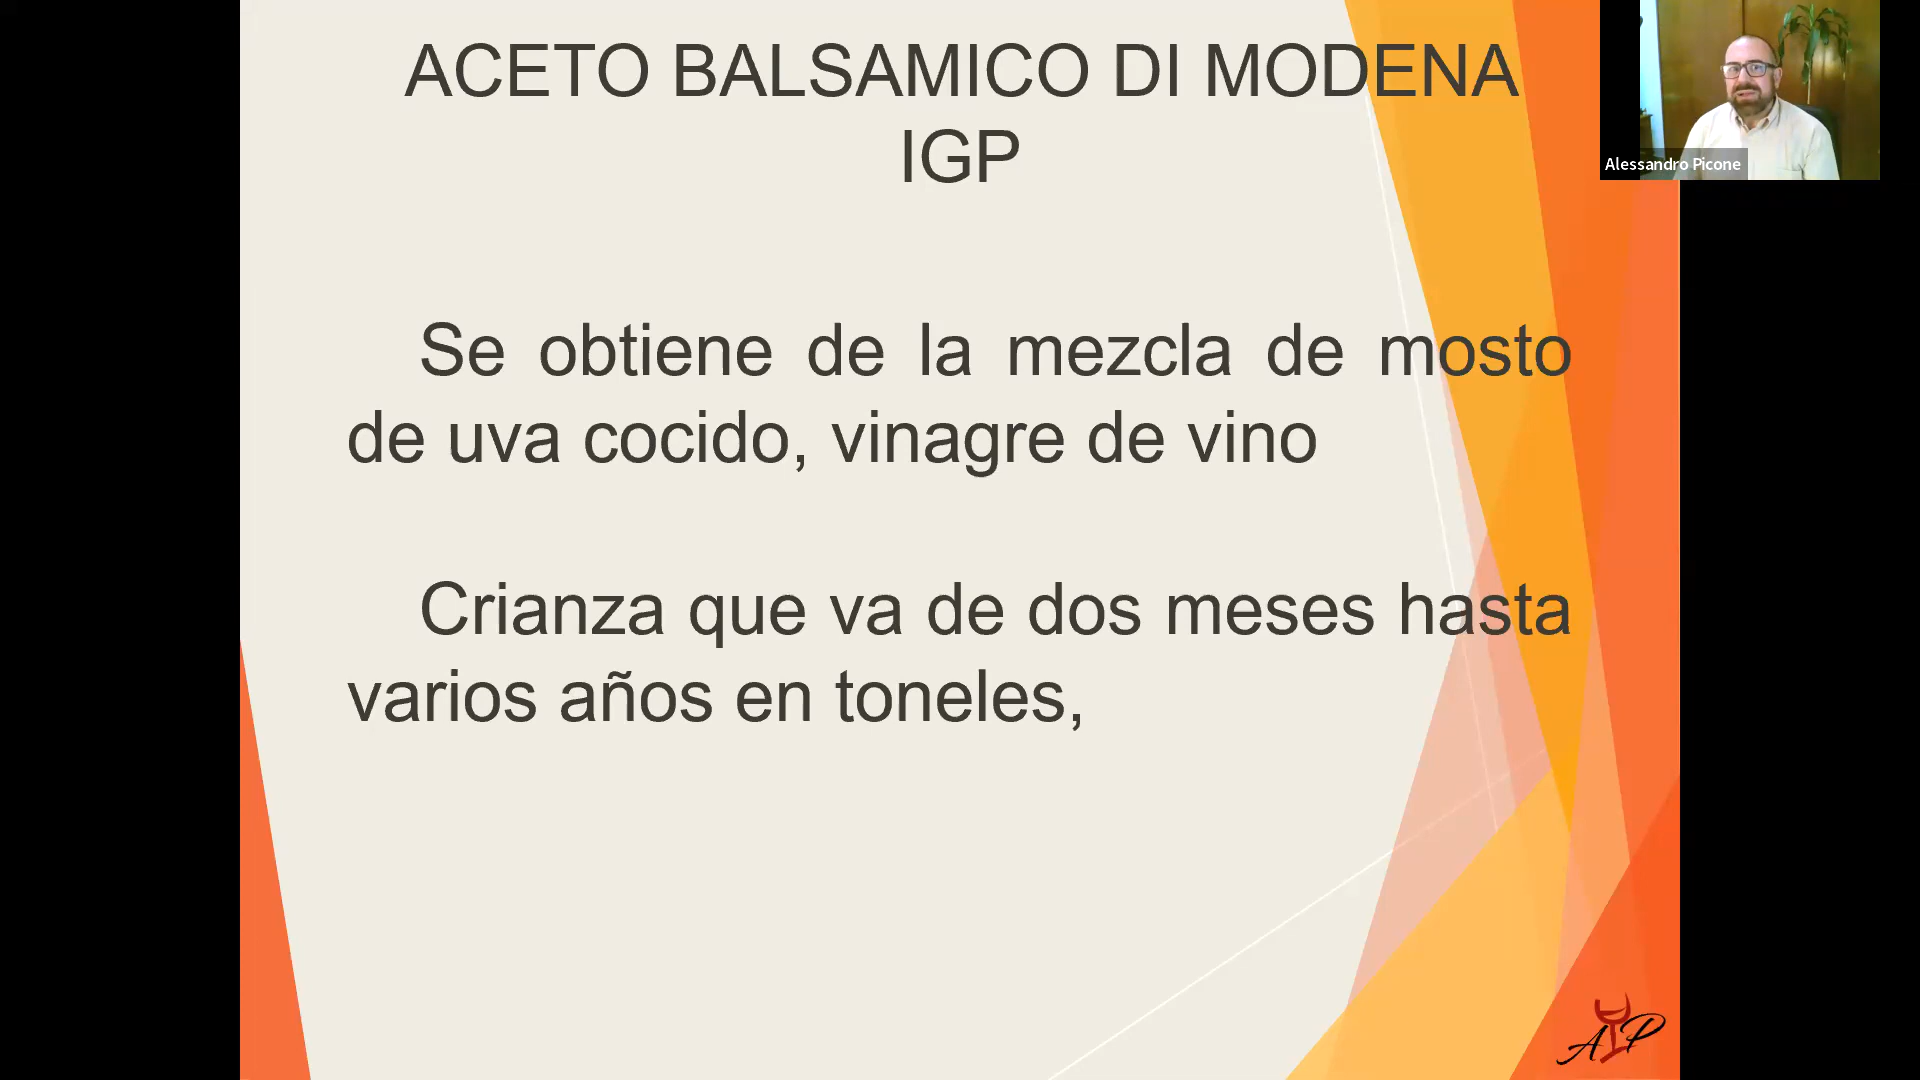 ACETO BALSAMICO DI MODENA
IGP
Alessandro Picone
Se obtiene de la mezcla de mosto
de uva cocido, vinagre de vino
Crianza que va de dos meses hasta
varios años en toneles,
AP